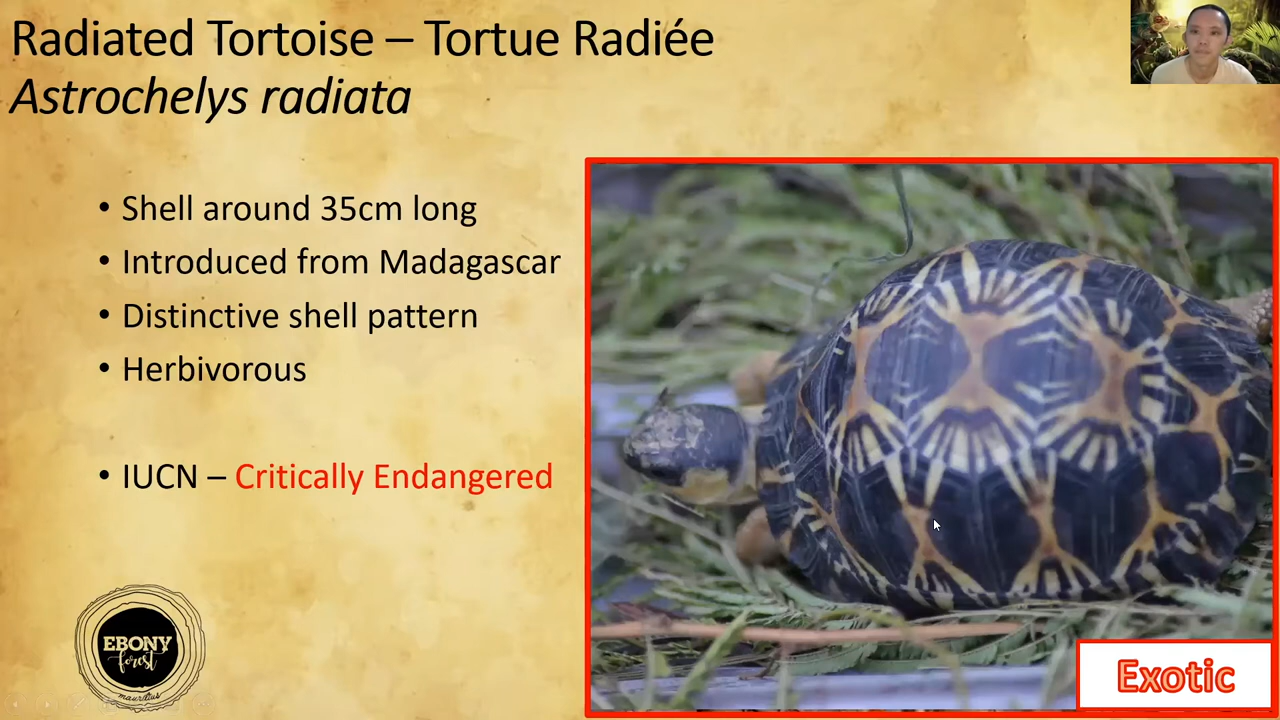 Radiated Tortoise – Tortue Radiée
Astrochelys radiata
• Shell around 35cm long
• Introduced from Madagascar
• Distinctive shell pattern
• Herbivorous
• IUCN – Critically Endangered
EBONY
forest
mauritius
Exotic